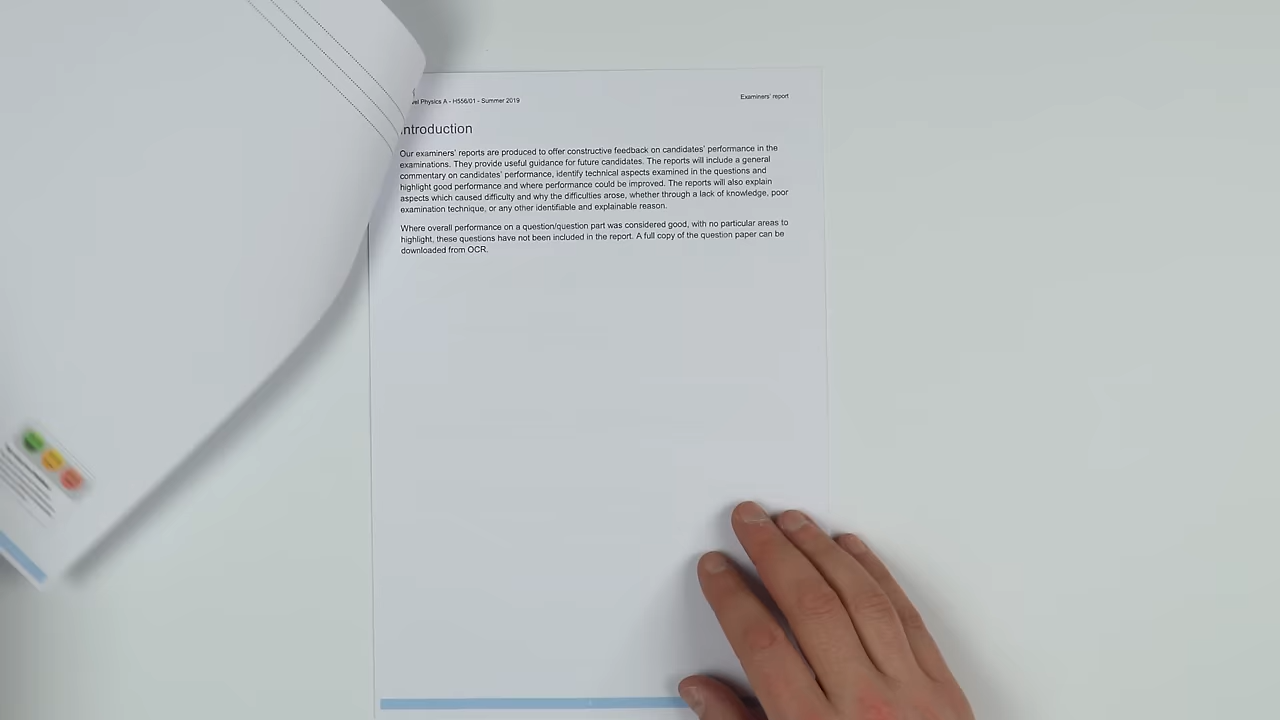 el Physics A - H556/01 - Summer 2019
Examiners' report
ntroduction
Our examiners' reports are produced to offer constructive feedback on candidates' performance in the
examinations. They provide useful guidance for future candidates. The reports will include a general
commentary on candidates' performance, identify technical aspects examined in the questions and
highlight good performance and where performance could be improved. The reports will also explain
aspects which caused difficulty and why the difficulties arose, whether through a lack of knowledge, poor
examination technique, or any other identifiable and explainable reason.
Where overall performance on a question/question part was considered good, with no particular areas to
highlight, these questions have not been included in the report. A full copy of the question paper can be
downloaded from OCR.